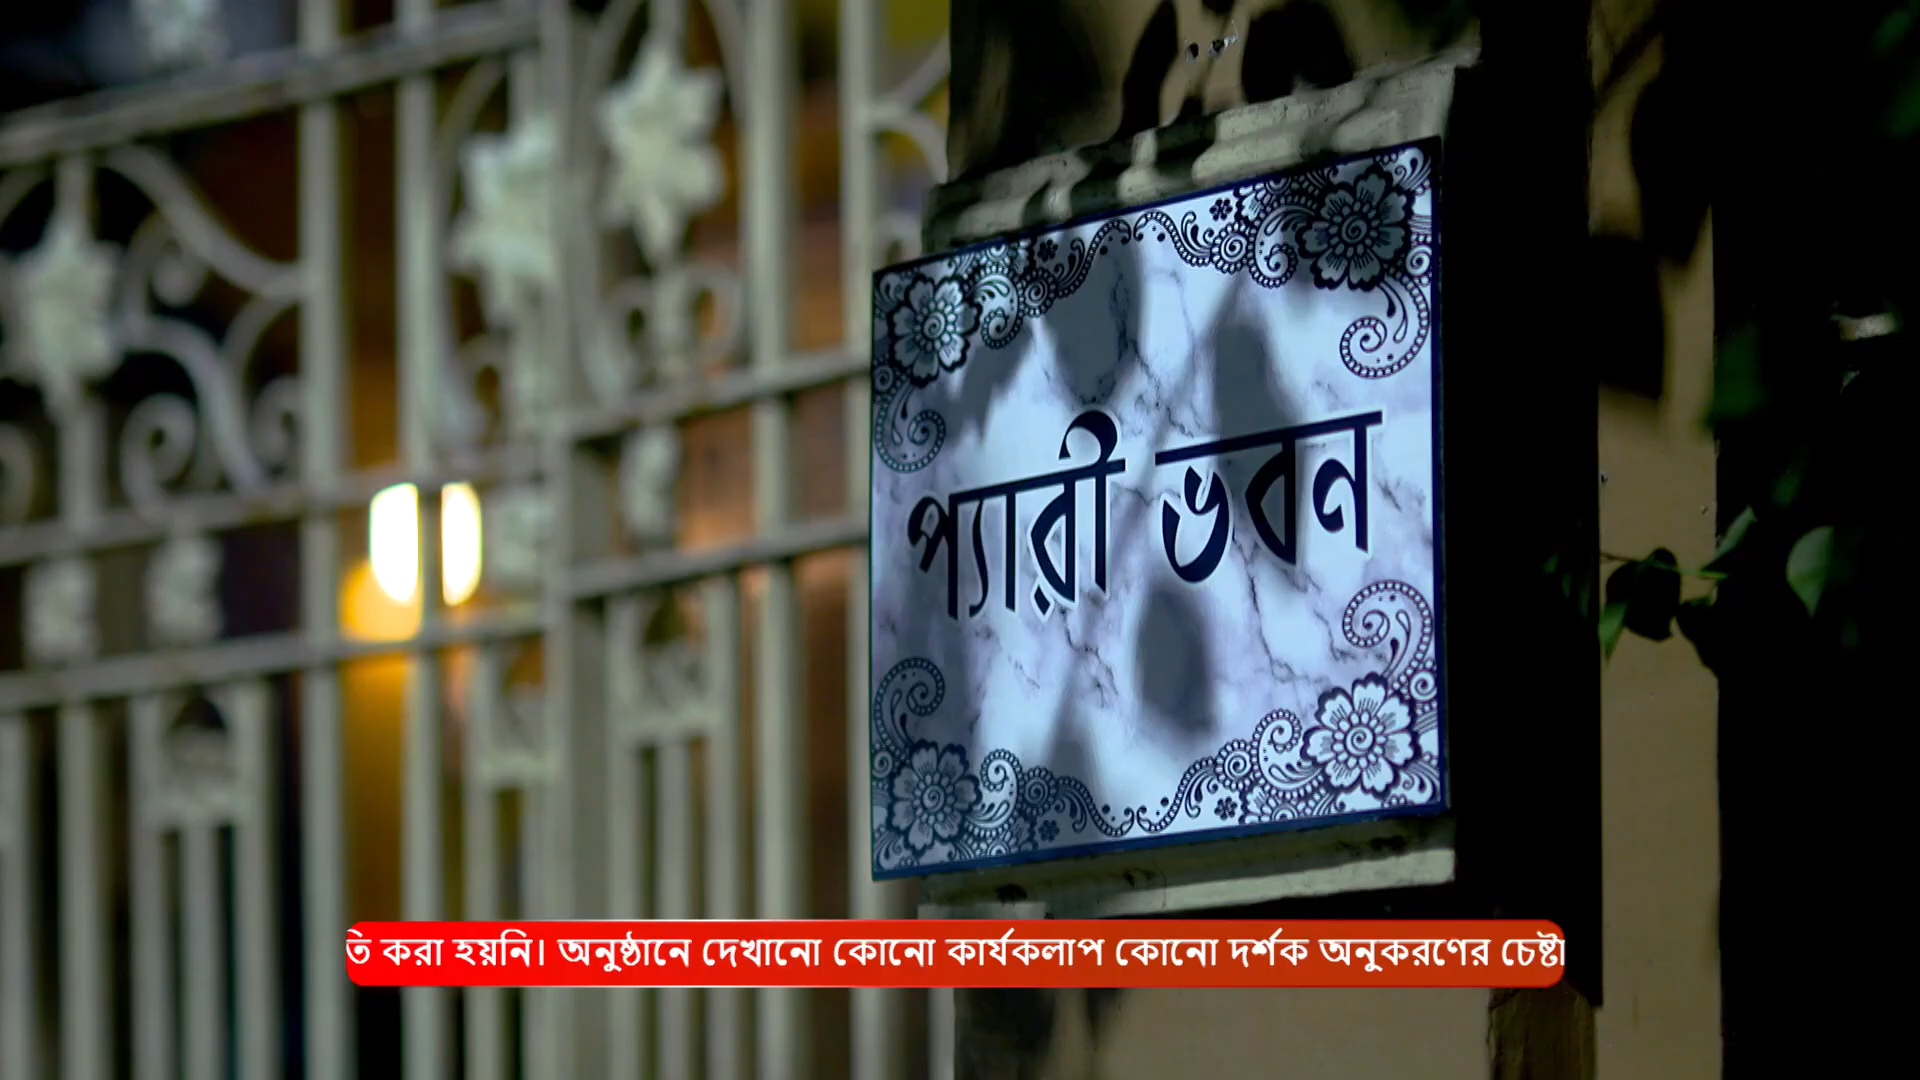 প্যারী ভবন
তি করা হয়নি। অনুষ্ঠানে দেখানো কোনো কার্যকলাপ কোনো দর্শক অনুকরণের চেষ্টা